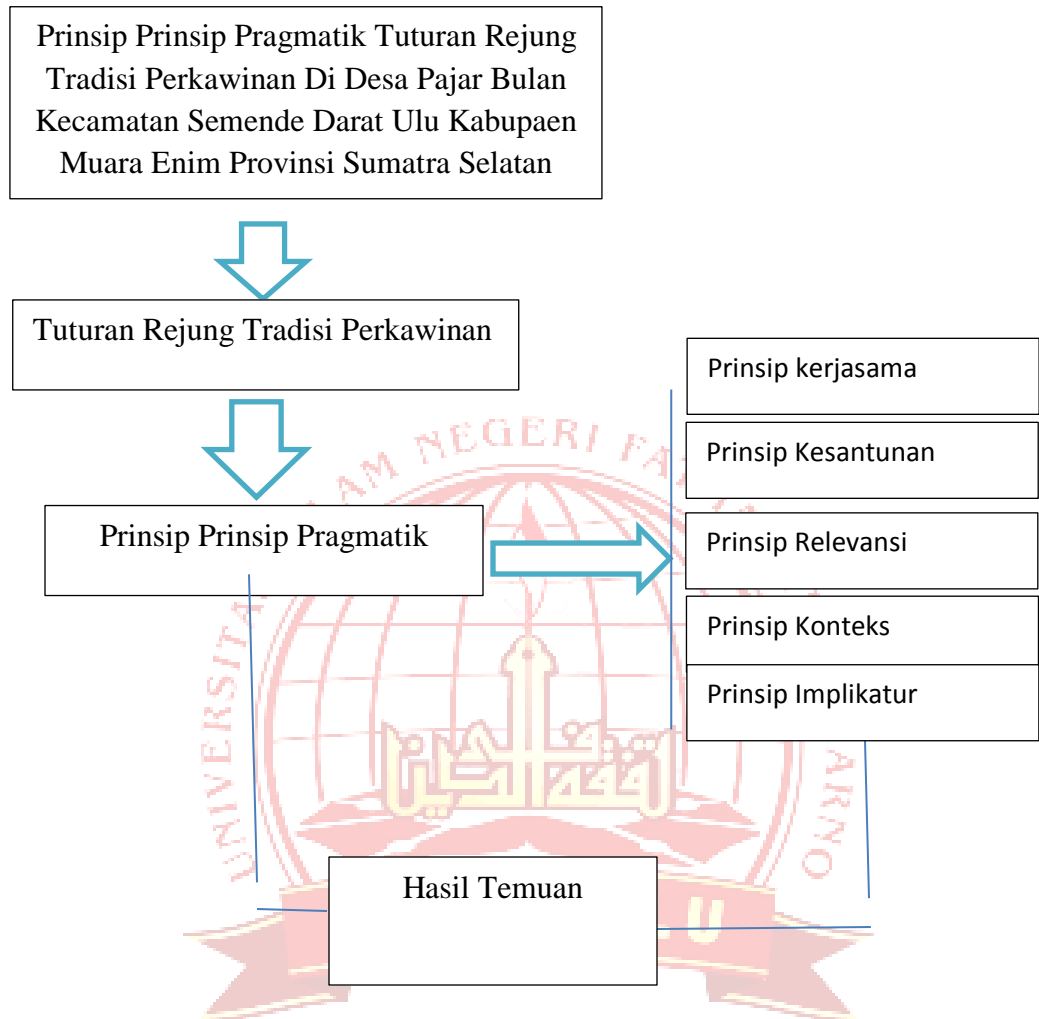 Prinsip Prinsip Pragmatik Tuturan Rejung
Tradisi Perkawinan Di Desa Pajar Bulan
Kecamatan Semende Darat Ulu Kabupaen
Muara Enim Provinsi Sumatra Selatan
Tuturan Rejung Tradisi Perkawinan
Prinsip Prinsip Pragmatik
Prinsip kerjasama
Prinsip Kesantunan
Prinsip Relevansi
Prinsip Konteks
Prinsip Implikatur
Hasil Temuan
NEGERI
ARNO
U